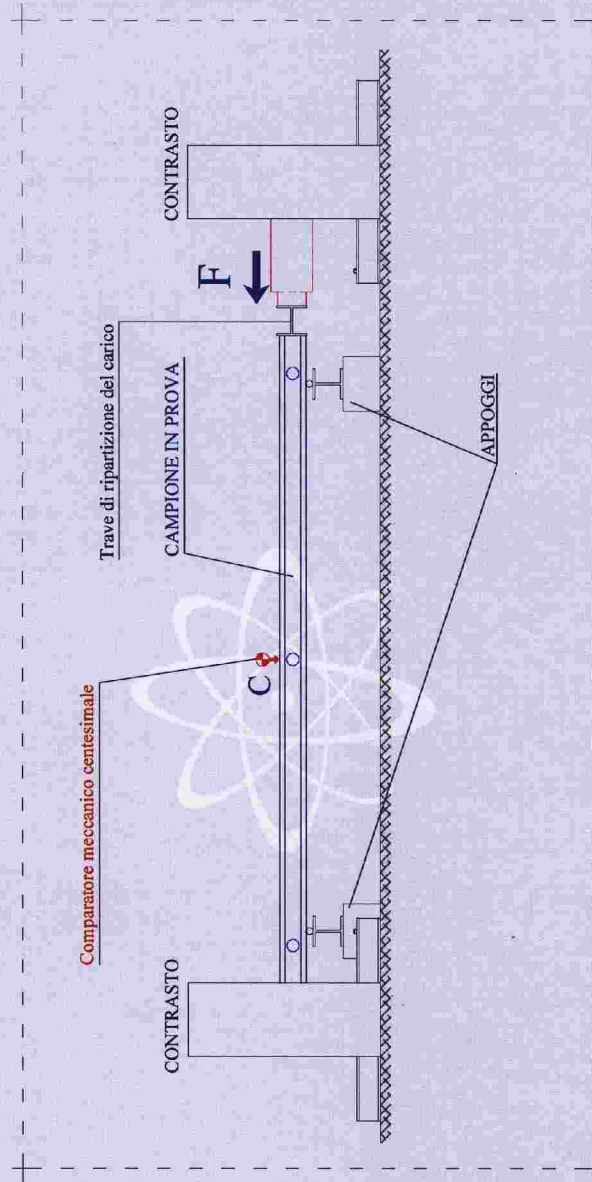 Comparatore meccanico centesimale
Trave di ripartizione del carico
CAMPIONE IN PROVA
CONTRASTO
CONTRASTO
F
C
APPOGGI